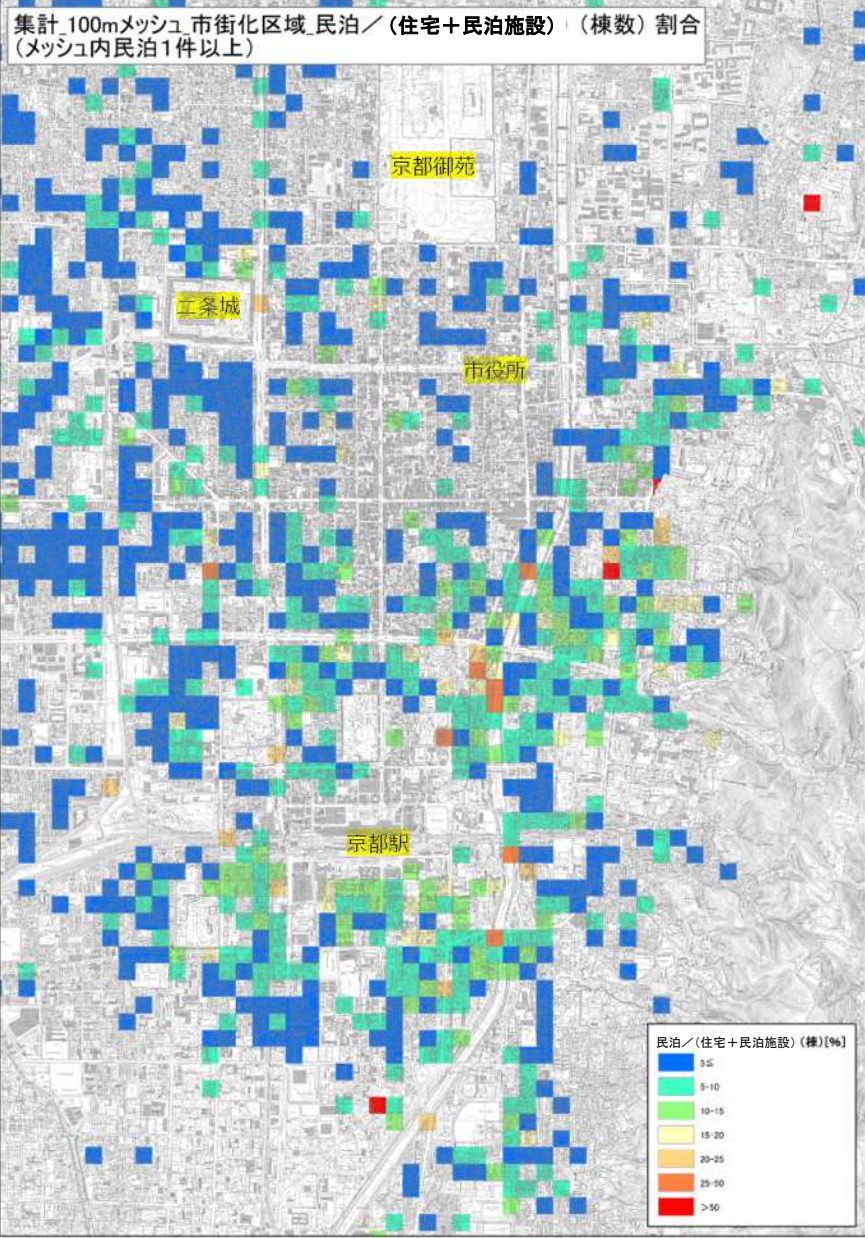 集計_100mメッシュ_市街化区域_民泊／(住宅＋民泊施設）（棟数）割合
（メッシュ内民泊1件以上）
京都御苑
二条城
市役所
京都駅
民泊／(住宅＋民泊施設）(棟)[%]
5≦
5-10
10-15
15-20
20-25
25-50
＞50